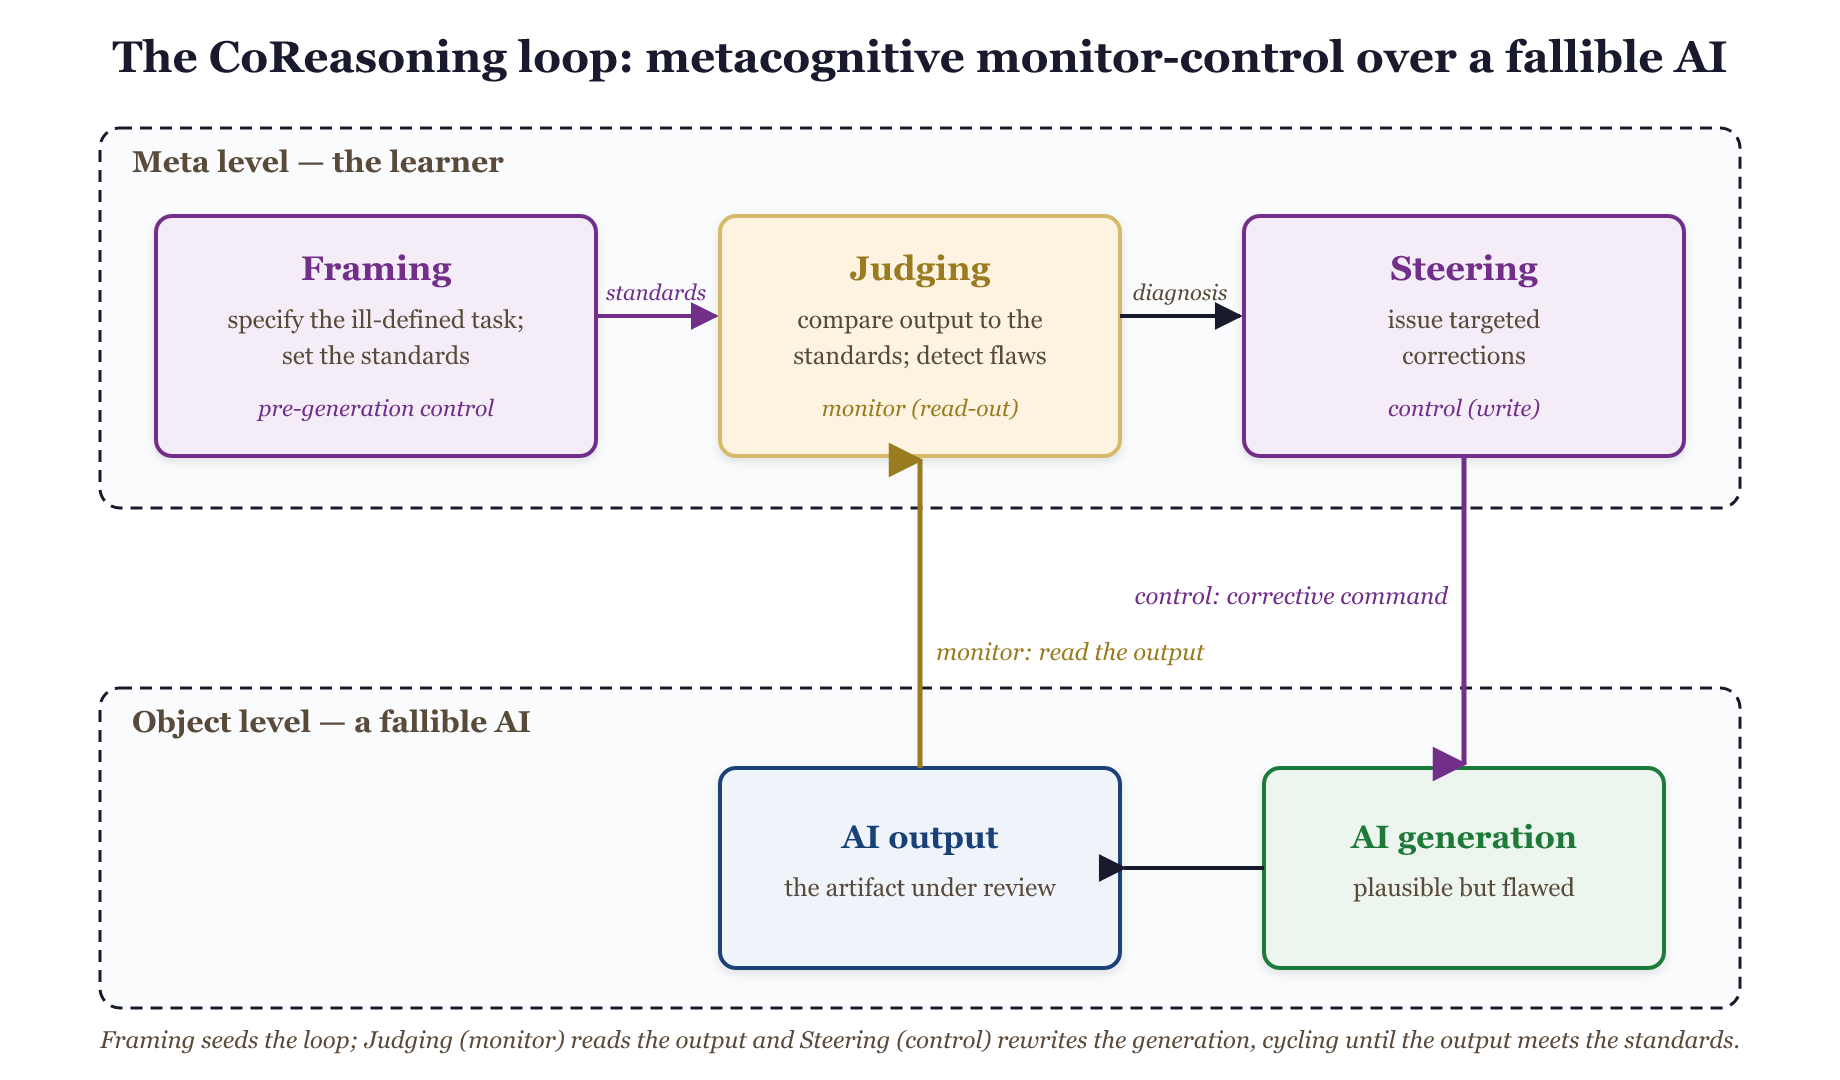 The CoReasoning loop: metacognitive monitor-control over a fallible AI
Meta level — the learner
Framing
specify the ill-defined task;
set the standards
pre-generation control
standards
Judging
compare output to the
standards; detect flaws
monitor (read-out)
diagnosis
Steering
issue targeted
corrections
control (write)
control: corrective command
monitor: read the output
Object level — a fallible AI
AI output
the artifact under review
AI generation
plausible but flawed
Framing seeds the loop; Judging (monitor) reads the output and Steering (control) rewrites the generation, cycling until the output meets the standards.